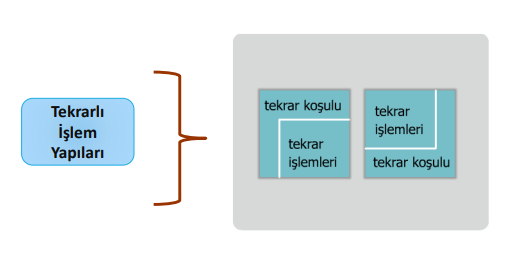 Tekrarlı
İşlem
Yapıları
tekrar koşulu
tekrar
işlemleri
tekrar
işlemleri
tekrar koşulu